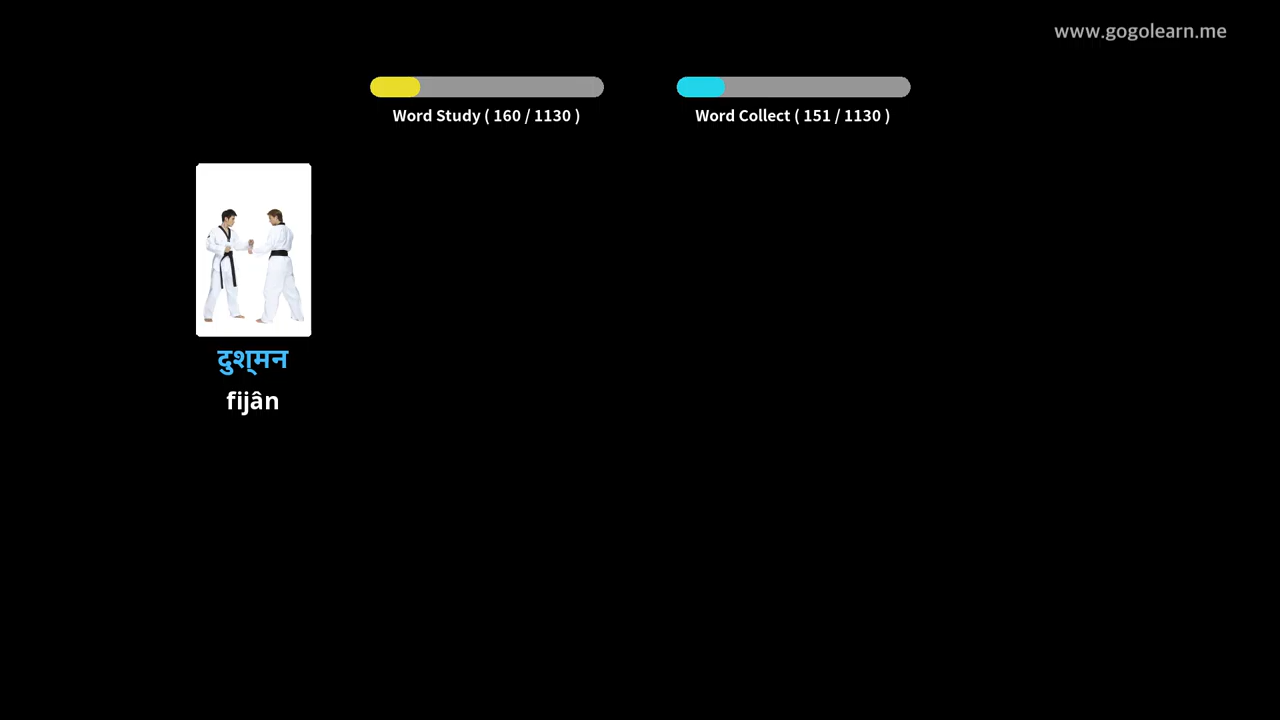 www.gogolearn.me
Word Study ( 160 / 1130 )
Word Collect ( 151 / 1130 )
दुश्मन
fijân